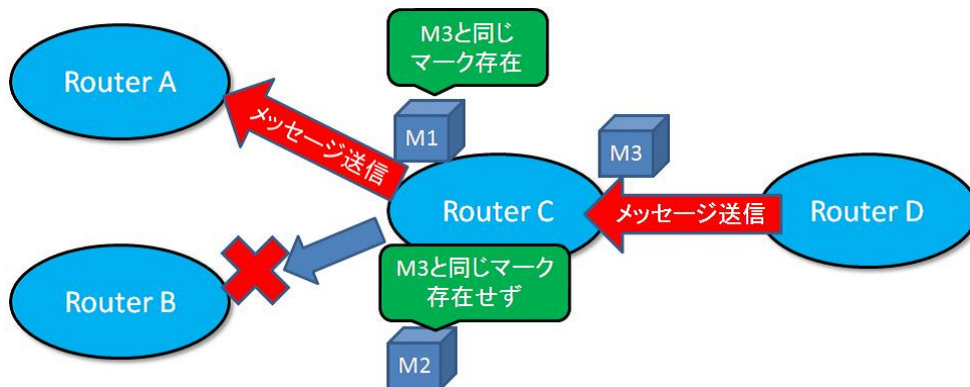 M3と同じ
マーク存在
Router A
メッセージ送信
M1
M3
Router C
メッセージ送信
Router D
M3と同じマーク
存在せず
Router B
M2